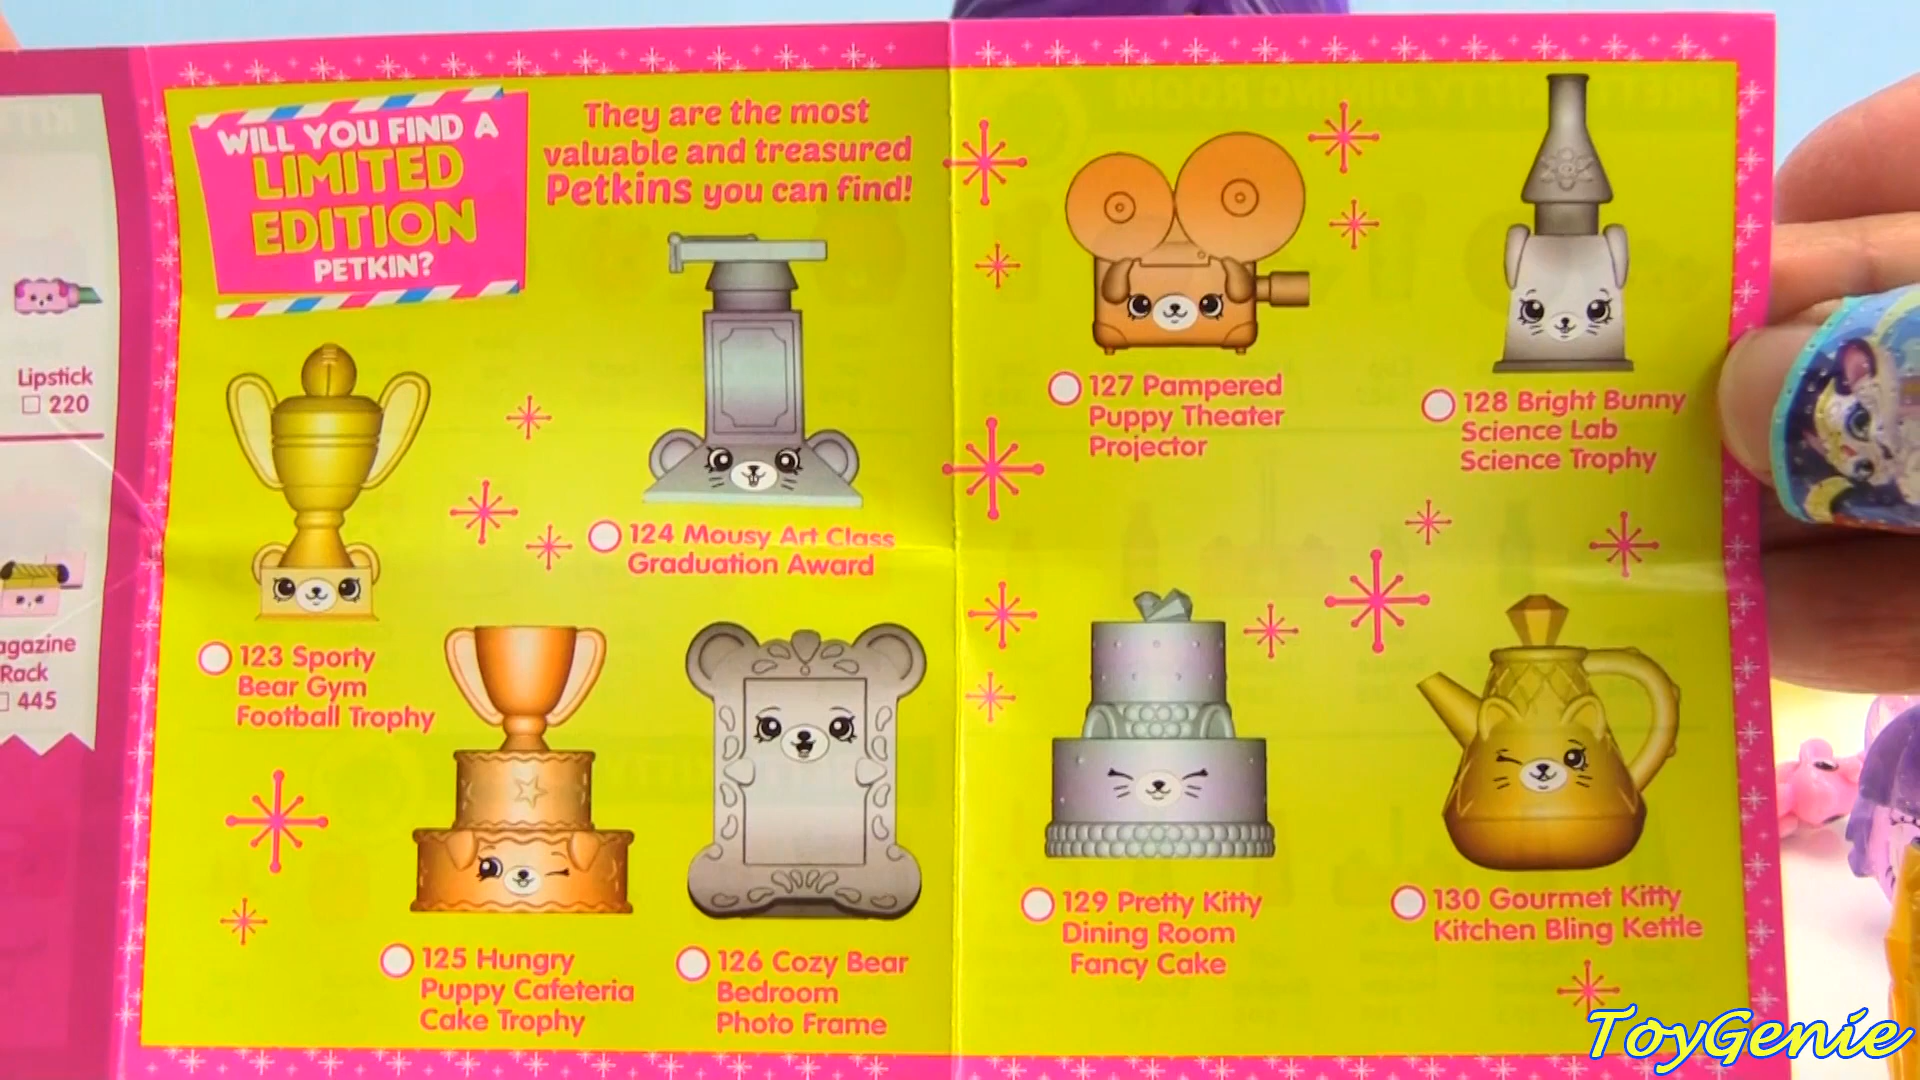 WILL YOU FIND A
LIMITED
EDITION
PETKIN?
They are the most
valuable and treasured
Petkins you can find!
Lipstick
220
Rack
445
123 Sporty
Bear Gym
Football Trophy
124 Mousy Art Class
Graduation Award
125 Hungry
Puppy Cafeteria
Cake Trophy
126 Cozy Bear
Bedroom
Photo Frame
127 Pampered
Puppy Theater
Projector
128 Bright Bunny
Science Lab
Science Trophy
129 Pretty Kitty
Dining Room
Fancy Cake
130 Gourmet Kitty
Kitchen Bling Kettle
ToyGenie